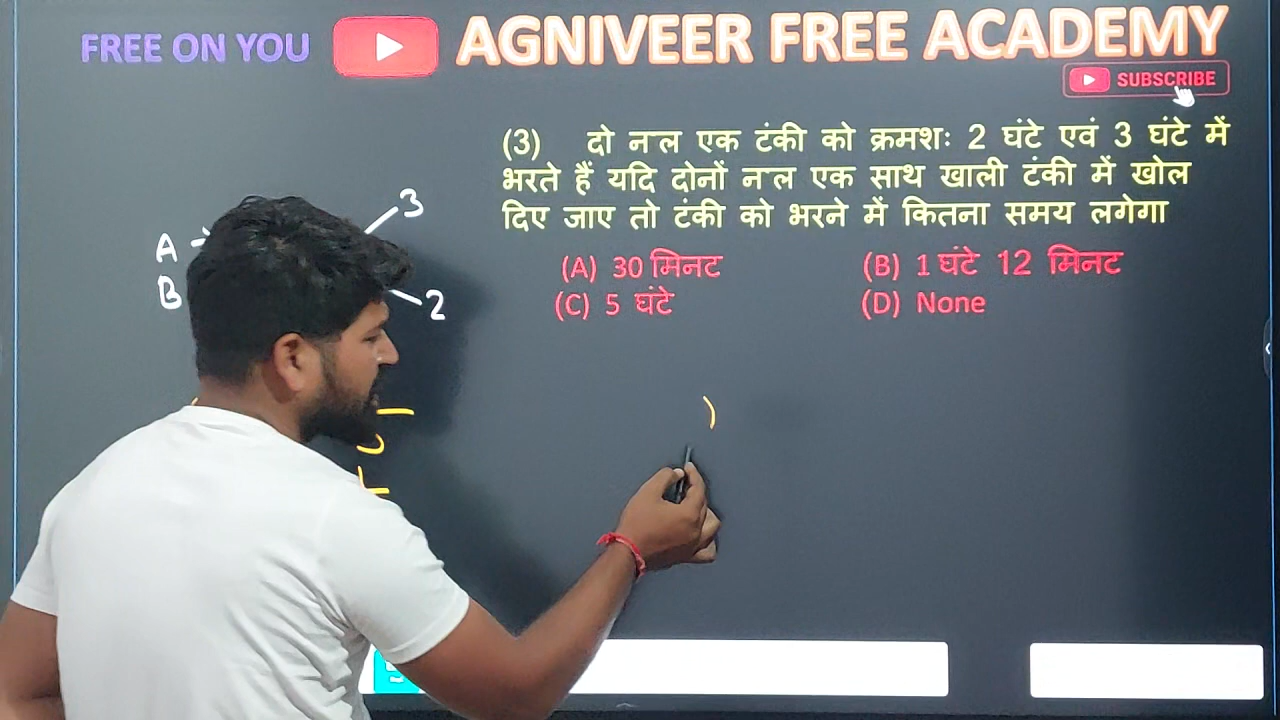 FREE ON YOU AGNIVEER FREE ACADEMY
SUBSCRIBE
(3) दो नल एक टंकी को क्रमशः 2 घंटे एवं 3 घंटे में
भरते हैं यदि दोनों नल एक साथ खाली टंकी में खोल
दिए जाए तो टंकी को भरने में कितना समय लगेगा
(A) 30 मिनट (B) 1 घंटे 12 मिनट
(C) 5 घंटे (D) None
A 3
B 2